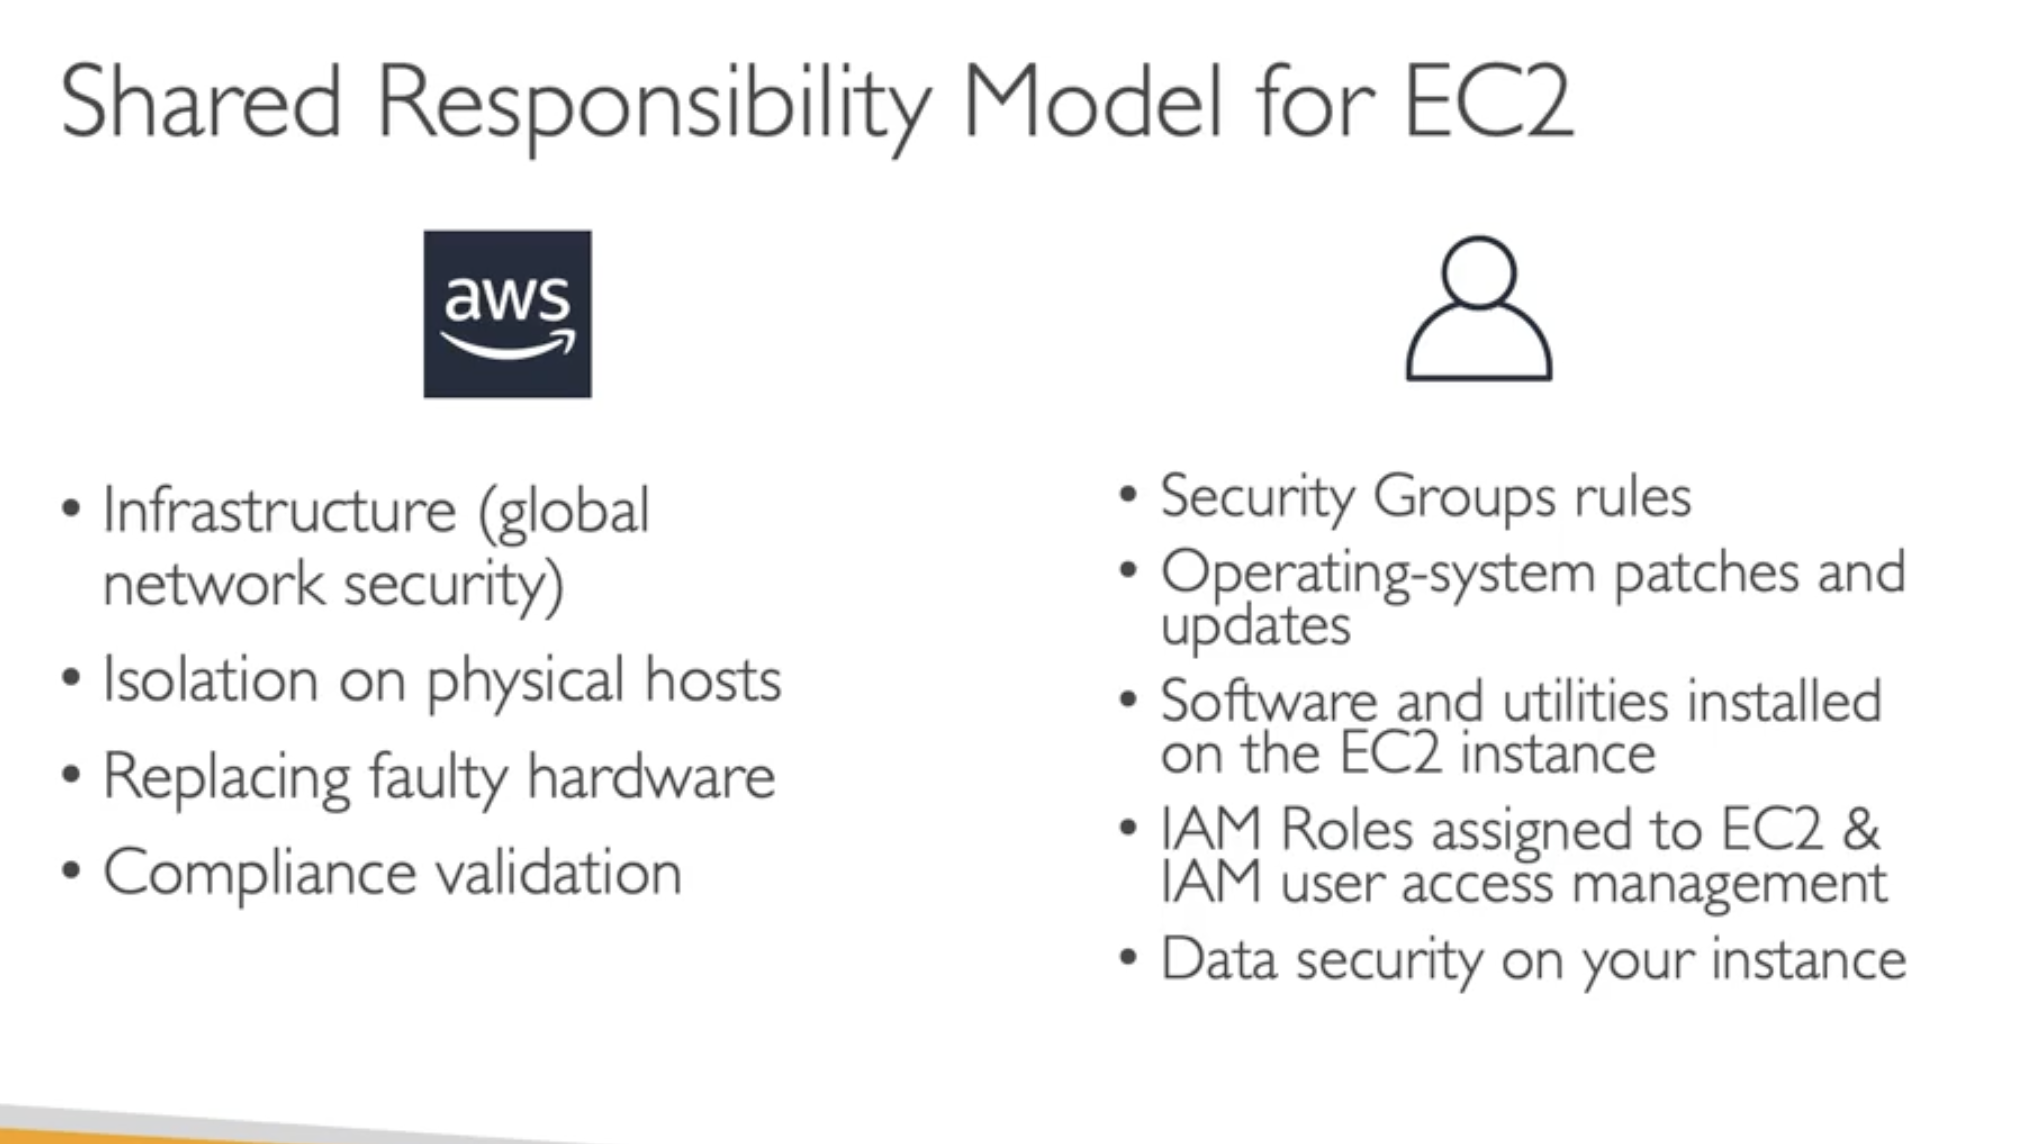 Shared Responsibility Model for EC2
aws
• Infrastructure (global
network security)
• Isolation on physical hosts
• Replacing faulty hardware
• Compliance validation
• Security Groups rules
• Operating-system patches and
updates
• Software and utilities installed
on the EC2 instance
• IAM Roles assigned to EC2 &
IAM user access management
• Data security on your instance